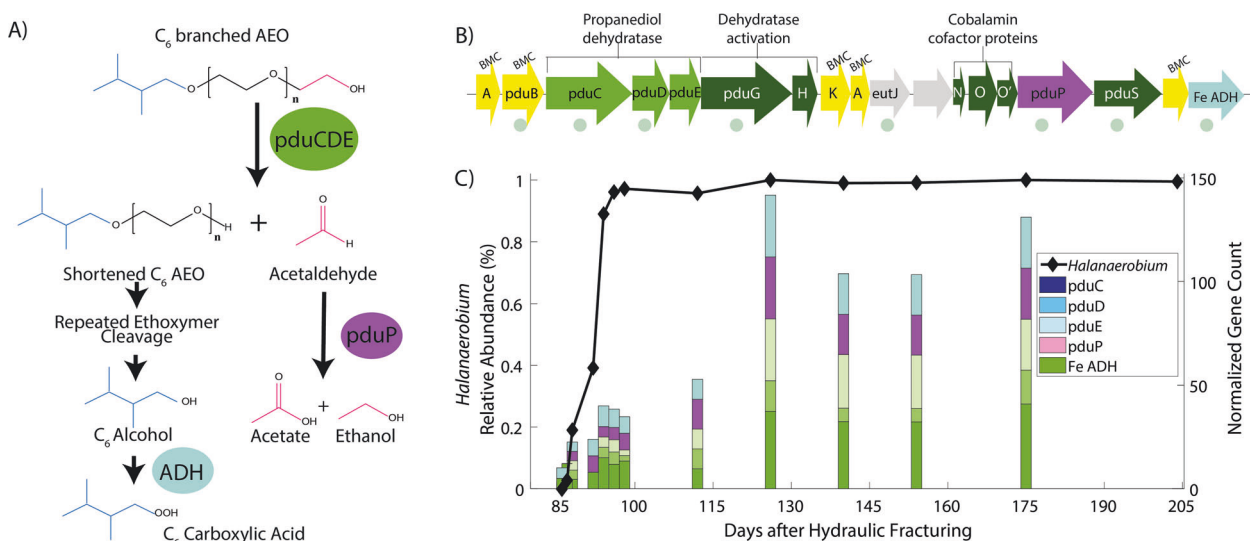 A)
C6 branched AEO
O
O
n
OH
pduCDE
O
O
H
n
+
O
H
Shortened C6 AEO
Acetaldehyde
Repeated Ethoxymer
Cleavage
pduP
OH
C6 Alcohol
O
OH
+
OH
Acetate
Ethanol
ADH
OOH
C6 Carboxylic Acid
B)
Propanediol
dehydratase
Dehydratase
activation
Cobalamin
cofactor proteins
BMC BMC BMC BMC BMC
A pduB pduC pduD pduE pduG H K A eutJ N O O' pduP pduS Fe ADH
C)
Halanaerobium
Relative Abundance (%)
1
0.8
0.6
0.4
0.2
0
150
100
50
0
Normalized Gene Count
Halanaerobium
pduC
pduD
pduE
pduP
Fe ADH
85 100 115 130 145 160 175 190 205
Days after Hydraulic Fracturing